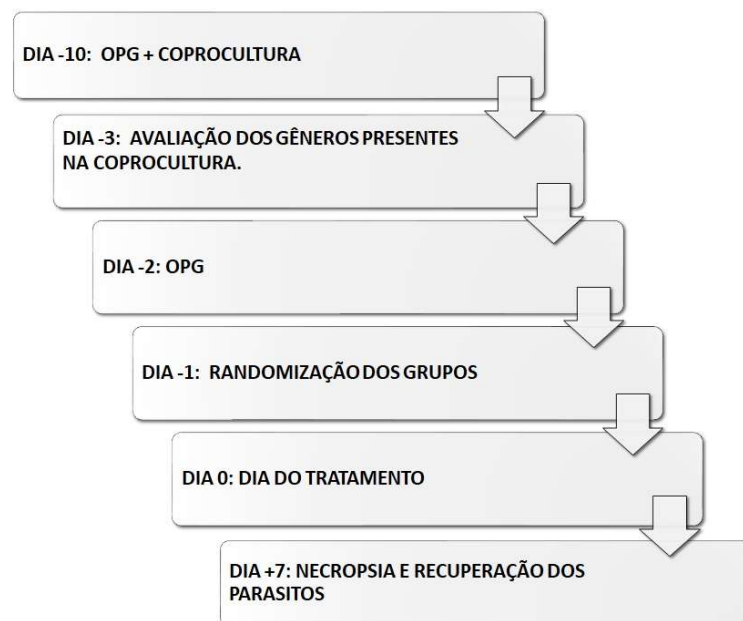 DIA -10: OPG + COPROCULTURA
DIA -3: AVALIAÇÃO DOS GÊNEROS PRESENTES
NA COPROCULTURA.
DIA -2: OPG
DIA -1: RANDOMIZAÇÃO DOS GRUPOS
DIA 0: DIA DO TRATAMENTO
DIA +7: NECROPSIA E RECUPERAÇÃO DOS
PARASITOS